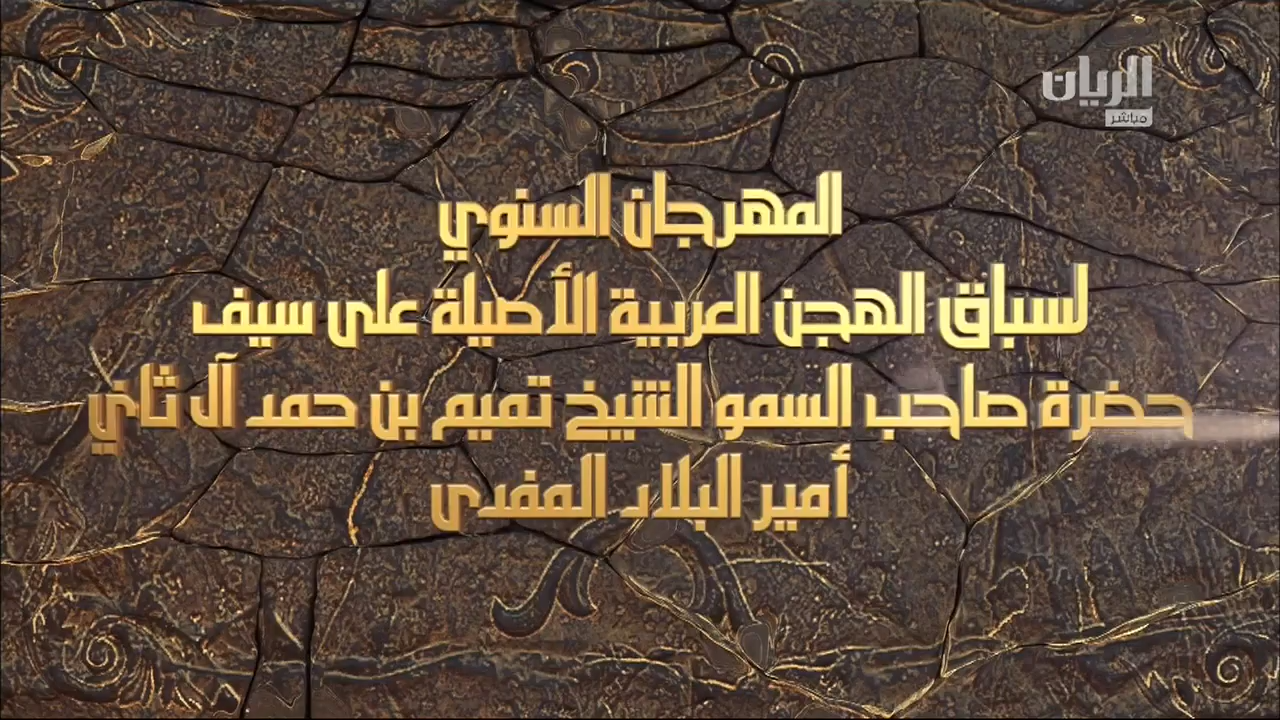 الريان
مباشر
المهرجان السنوي
لسباق الهجن العربية الأصيلة على سيف
حضرة صاحب السمو الشيخ تميم بن حمد آل ثاني
أمير البلاد المفدى